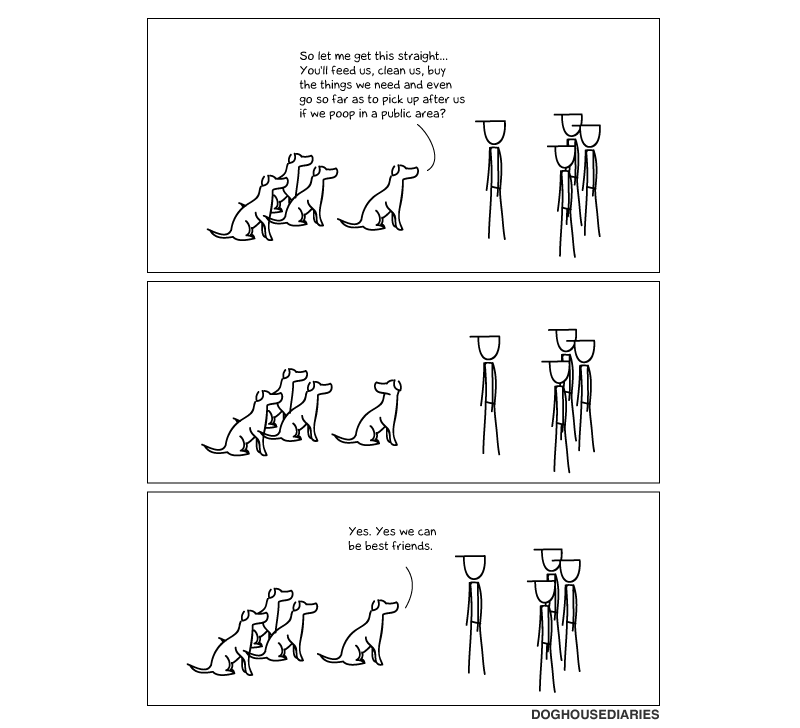 So let me get this straight...
You'll feed us, clean us, buy
the things we need and even
go so far as to pick up after us
if we poop in a public area?
Yes. Yes we can
be best friends.
DOGHOUSEDIARIES